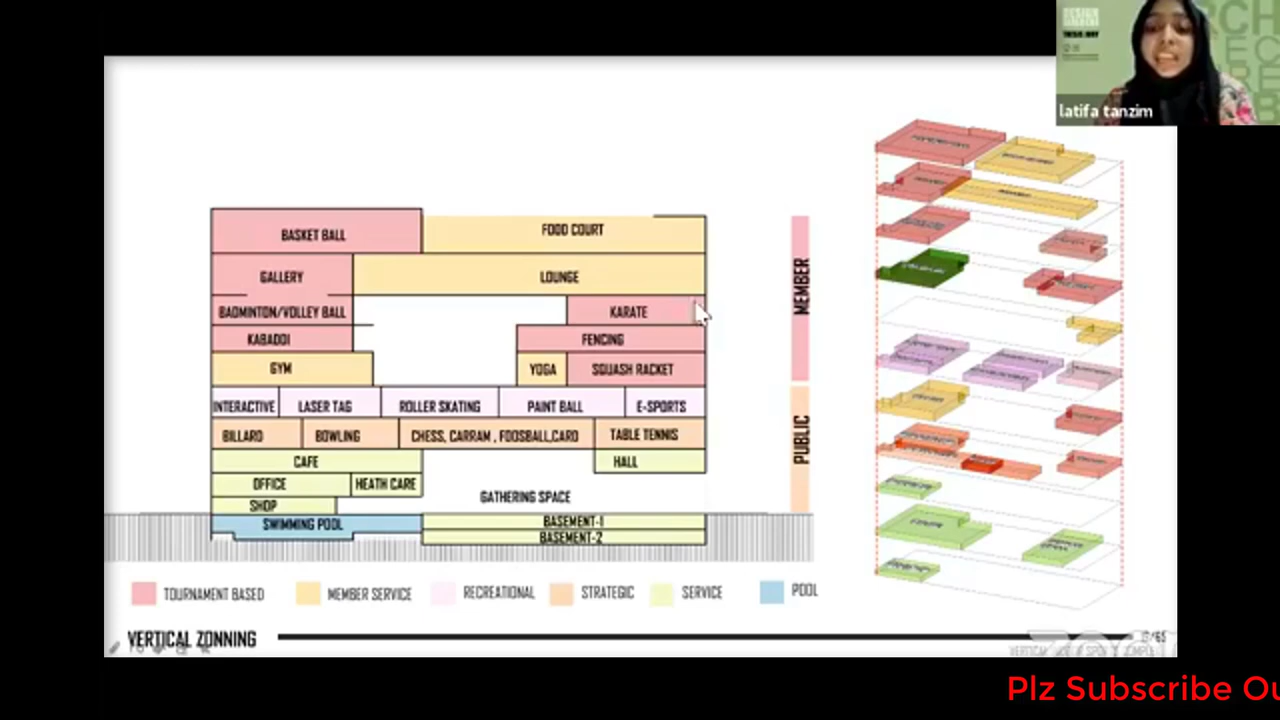 latifa tanzim
BASKET BALL
FOOD COURT
GALLERY
LOUNGE
BADMINTON/VOLLEY BALL
KARATE
KABADDI
FENCING
GYM
YOGA
SQUASH RACKET
INTERACTIVE
LASER TAG
ROLLER SKATING
PAINT BALL
E-SPORTS
BILLARD
BOWLING
CHESS, CARRAM , FOOSBALL,CARD
TABLE TENNIS
CAFE
HALL
OFFICE
HEATH CARE
GATHERING SPACE
SHOP
SWIMMING POOL
BASEMENT-1
BASEMENT-2
MEMBER
PUBLIC
TOURNAMENT BASED
MEMBER SERVICE
RECREATIONAL
STRATEGIC
SERVICE
POOL
VERTICAL ZONNING
zoom
Plz Subscribe Ou